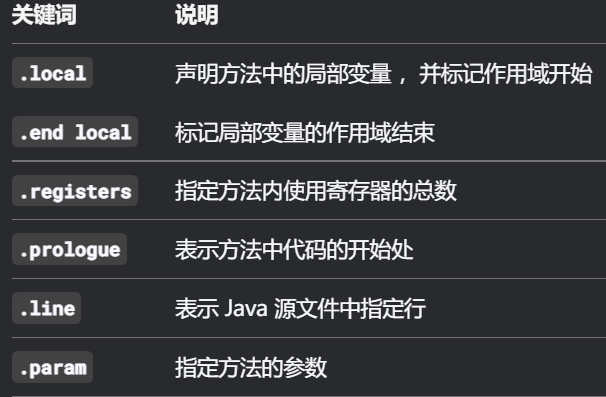 关键词 说明
.local 声明方法中的局部变量，并标记作用域开始
.end local 标记局部变量的作用域结束
.registers 指定方法内使用寄存器的总数
.prologue 表示方法中代码的开始处
.line 表示 Java 源文件中指定行
.param 指定方法的参数